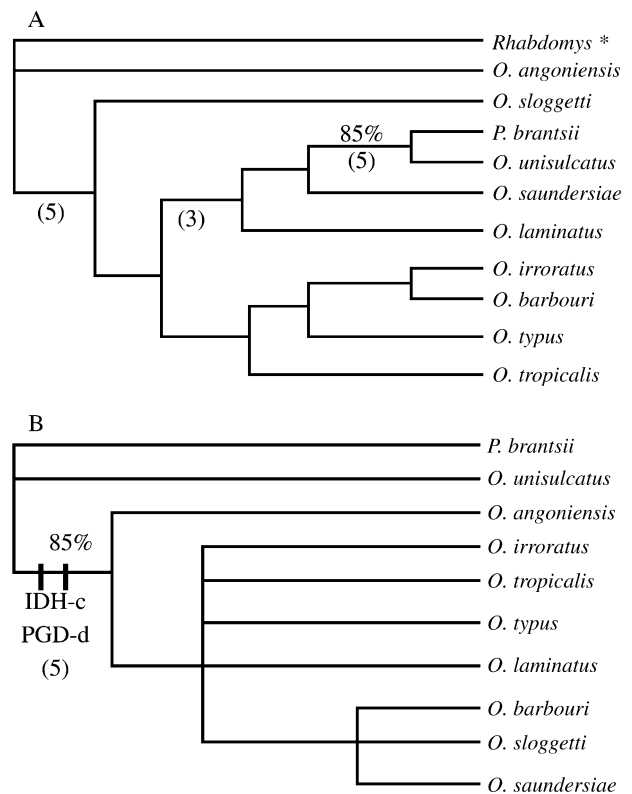 A
Rhabdomys *
O. angoniensis
O. sloggetti
P. brantsii
85%
(5)
O. unisulcatus
O. saundersiae
(5)
(3)
O. laminatus
O. irroratus
O. barbouri
O. typus
O. tropicalis
B
P. brantsii
O. unisulcatus
O. angoniensis
85%
IDH-c
PGD-d
(5)
O. irroratus
O. tropicalis
O. typus
O. laminatus
O. barbouri
O. sloggetti
O. saundersiae